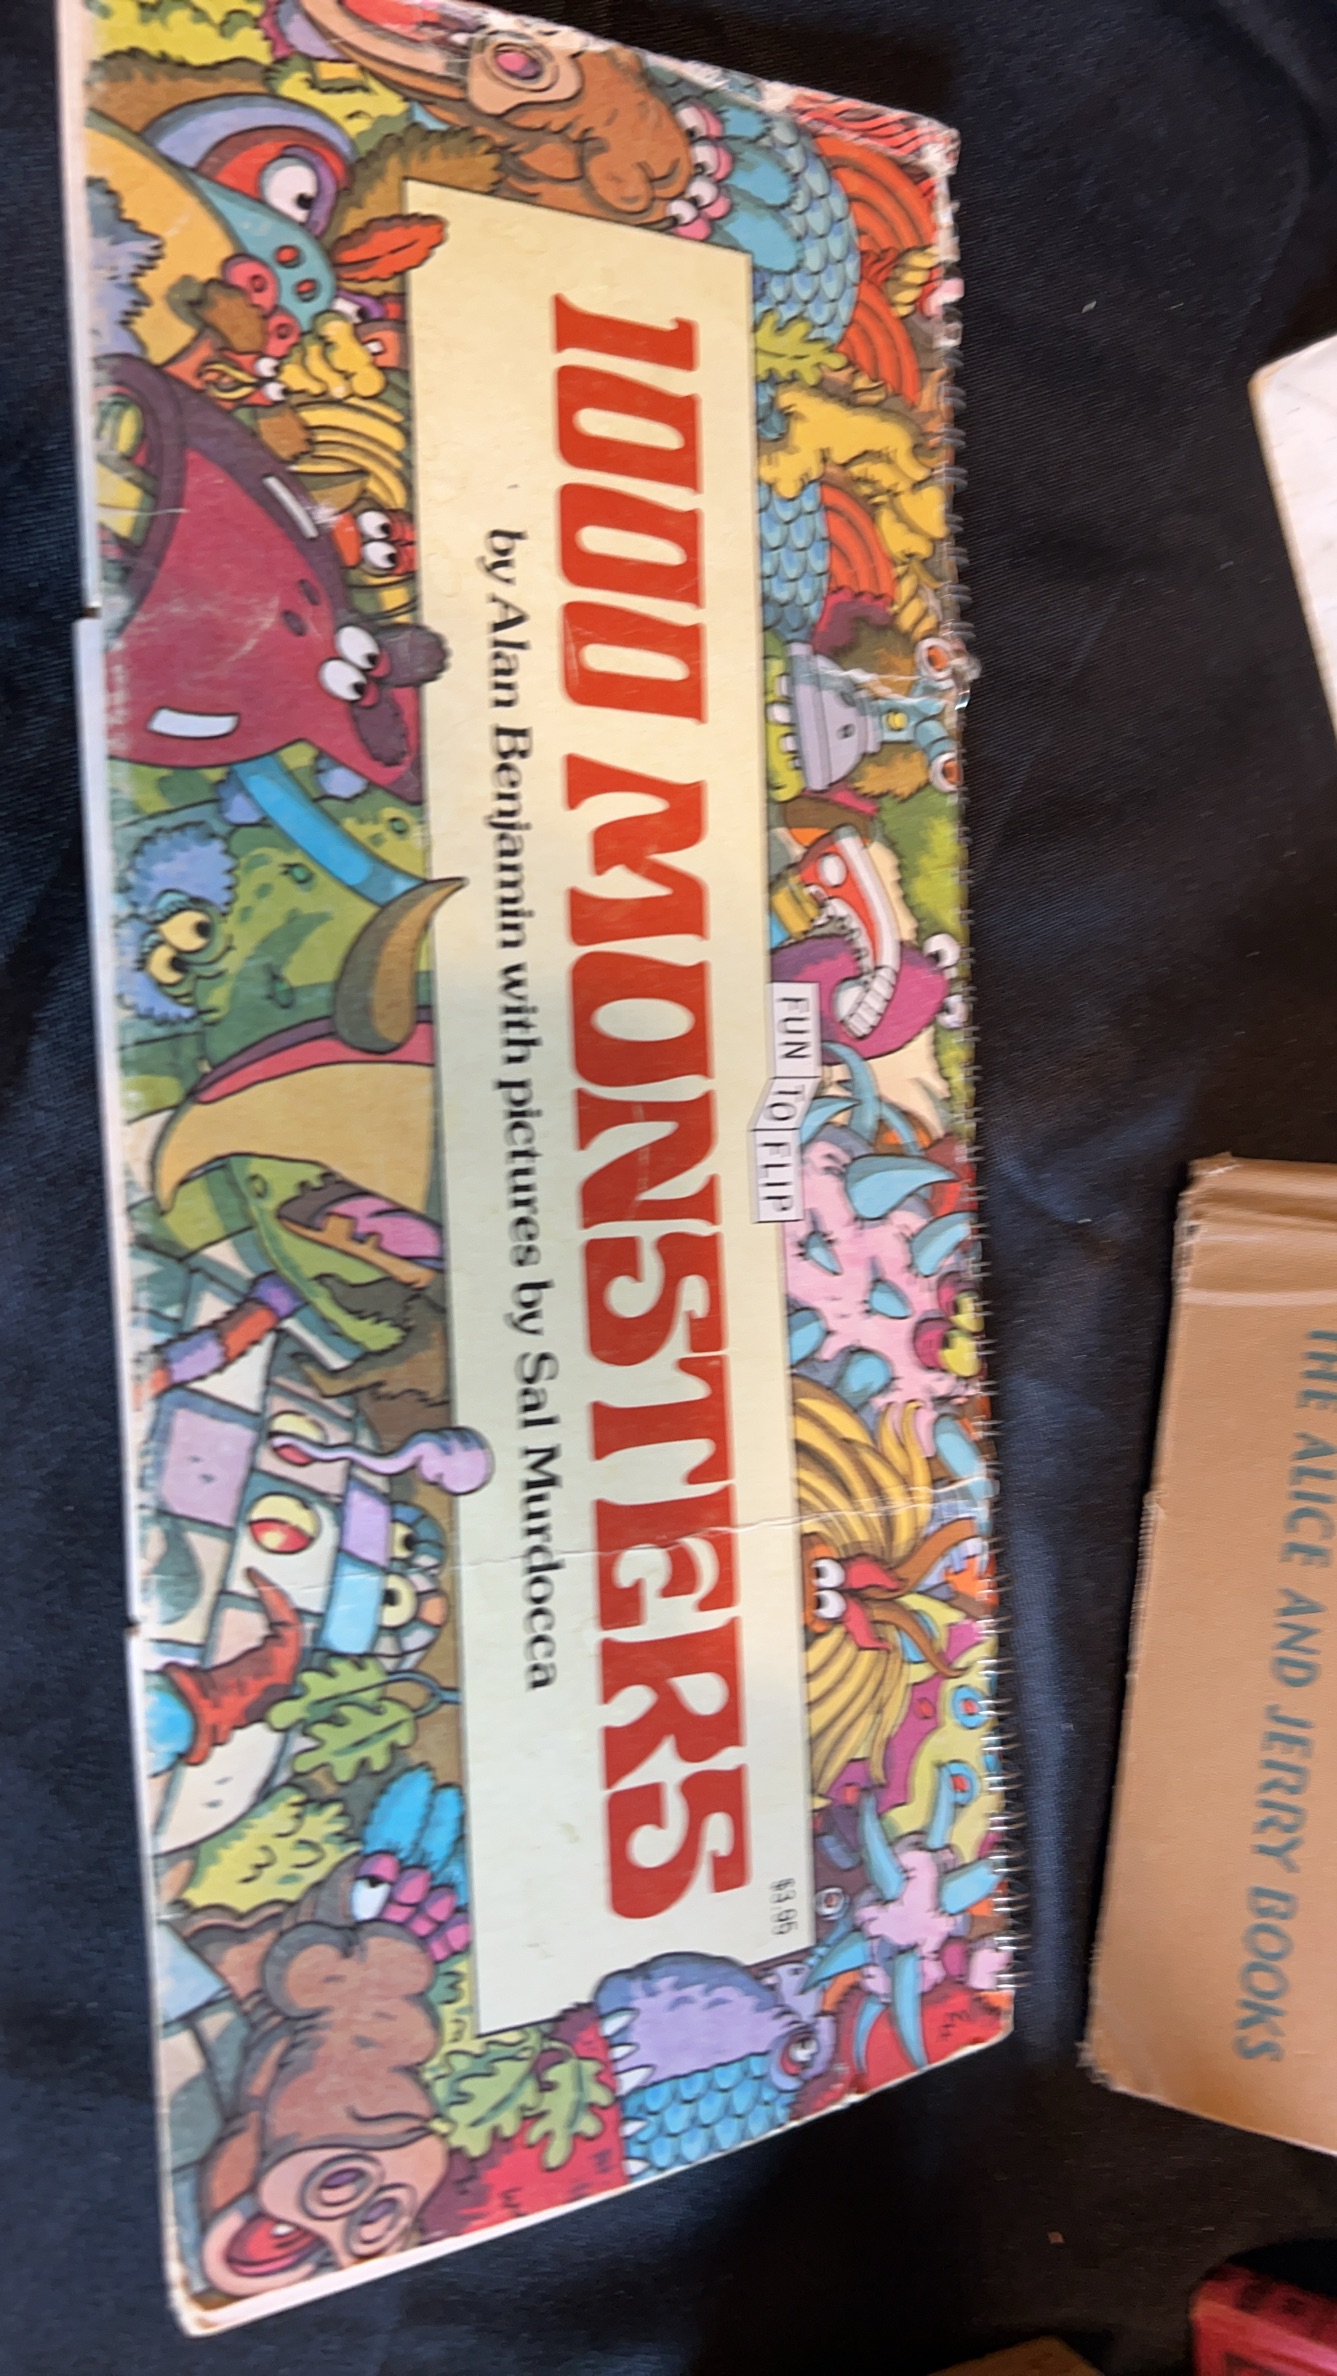 FUN TO FLIP
$3.95
1000 MONSTERS
by Alan Benjamin with pictures by Sal Murdocca
THE ALICE AND JERRY BOOKS